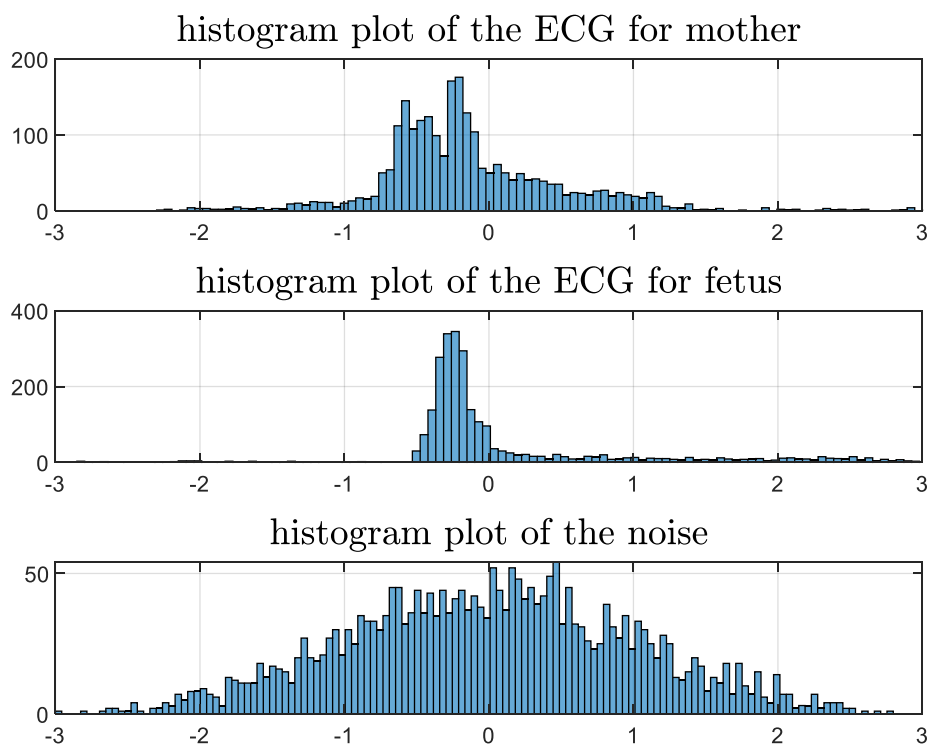 histogram plot of the ECG for mother
200
100
0
-3 -2 -1 0 1 2 3
histogram plot of the ECG for fetus
400
200
0
-3 -2 -1 0 1 2 3
histogram plot of the noise
50
0
-3 -2 -1 0 1 2 3